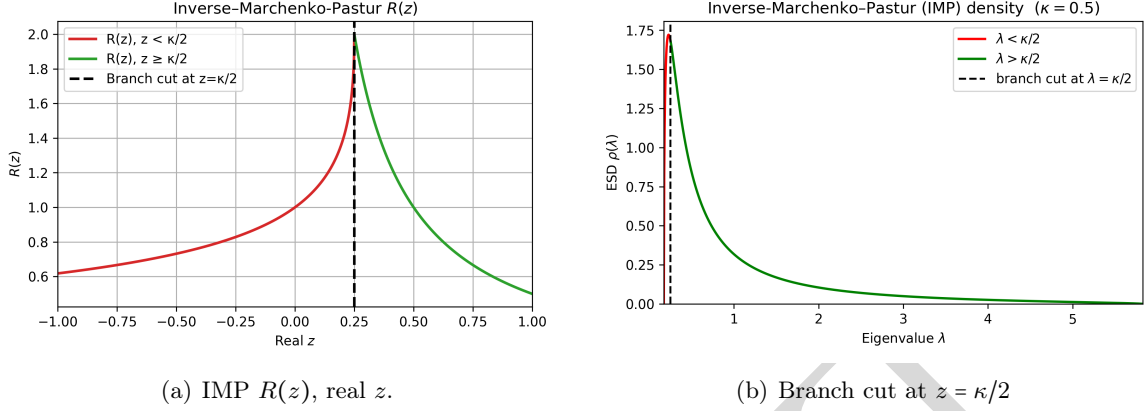 Inverse-Marchenko-Pastur R(z)
R(z), z < κ/2
R(z), z ≥ κ/2
Branch cut at z=κ/2
2.0
1.8
1.6
1.4
1.2
1.0
0.8
0.6
R(z)
−1.00 −0.75 −0.50 −0.25 0.00 0.25 0.50 0.75 1.00
Real z
(a) IMP R(z), real z.
Inverse-Marchenko–Pastur (IMP) density (κ = 0.5)
λ < κ/2
λ > κ/2
branch cut at λ = κ/2
1.75
1.50
1.25
1.00
0.75
0.50
0.25
0.00
ESD ρ(λ)
1 2 3 4 5
Eigenvalue λ
(b) Branch cut at z = κ/2